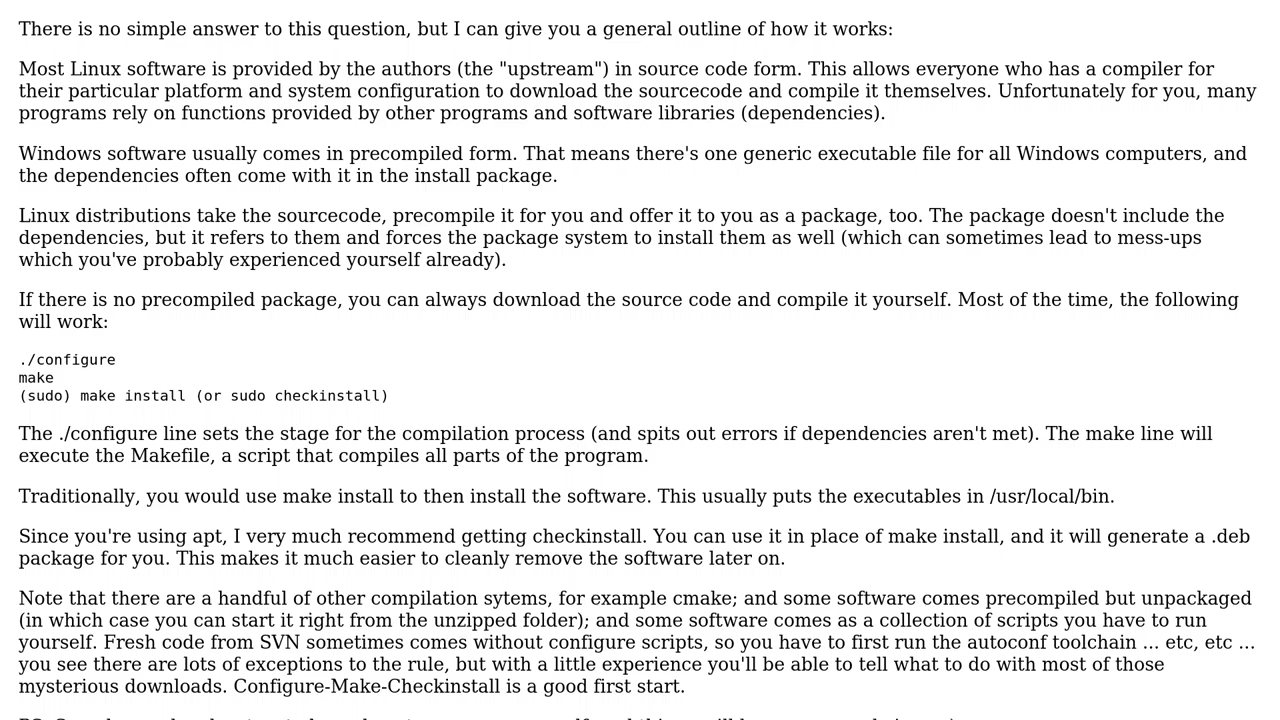 There is no simple answer to this question, but I can give you a general outline of how it works:
Most Linux software is provided by the authors (the "upstream") in source code form. This allows everyone who has a compiler for
their particular platform and system configuration to download the sourcecode and compile it themselves. Unfortunately for you, many
programs rely on functions provided by other programs and software libraries (dependencies).
Windows software usually comes in precompiled form. That means there's one generic executable file for all Windows computers, and
the dependencies often come with it in the install package.
Linux distributions take the sourcecode, precompile it for you and offer it to you as a package, too. The package doesn't include the
dependencies, but it refers to them and forces the package system to install them as well (which can sometimes lead to mess-ups
which you've probably experienced yourself already).
If there is no precompiled package, you can always download the source code and compile it yourself. Most of the time, the following
will work:
./configure
make
(sudo) make install (or sudo checkinstall)
The ./configure line sets the stage for the compilation process (and spits out errors if dependencies aren't met). The make line will
execute the Makefile, a script that compiles all parts of the program.
Traditionally, you would use make install to then install the software. This usually puts the executables in /usr/local/bin.
Since you're using apt, I very much recommend getting checkinstall. You can use it in place of make install, and it will generate a .deb
package for you. This makes it much easier to cleanly remove the software later on.
Note that there are a handful of other compilation sytems, for example cmake; and some software comes precompiled but unpackaged
(in which case you can start it right from the unzipped folder); and some software comes as a collection of scripts you have to run
yourself. Fresh code from SVN sometimes comes without configure scripts, so you have to first run the autoconf toolchain ... etc, etc ...
you see there are lots of exceptions to the rule, but with a little experience you'll be able to tell what to do with most of those
mysterious downloads. Configure-Make-Checkinstall is a good first start.